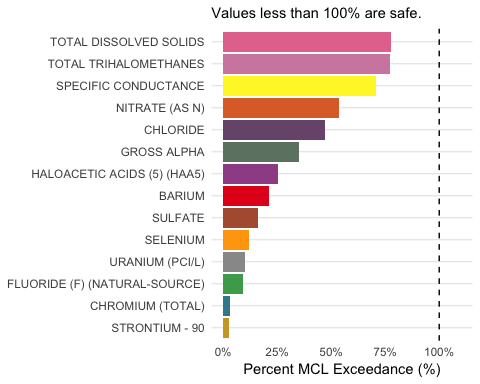 Values less than 100% are safe.
TOTAL DISSOLVED SOLIDS
TOTAL TRIHALOMETHANES
SPECIFIC CONDUCTANCE
NITRATE (AS N)
CHLORIDE
GROSS ALPHA
HALOACETIC ACIDS (5) (HAA5)
BARIUM
SULFATE
SELENIUM
URANIUM (PCI/L)
FLUORIDE (F) (NATURAL-SOURCE)
CHROMIUM (TOTAL)
STRONTIUM - 90
0% 25% 50% 75% 100%
Percent MCL Exceedance (%)